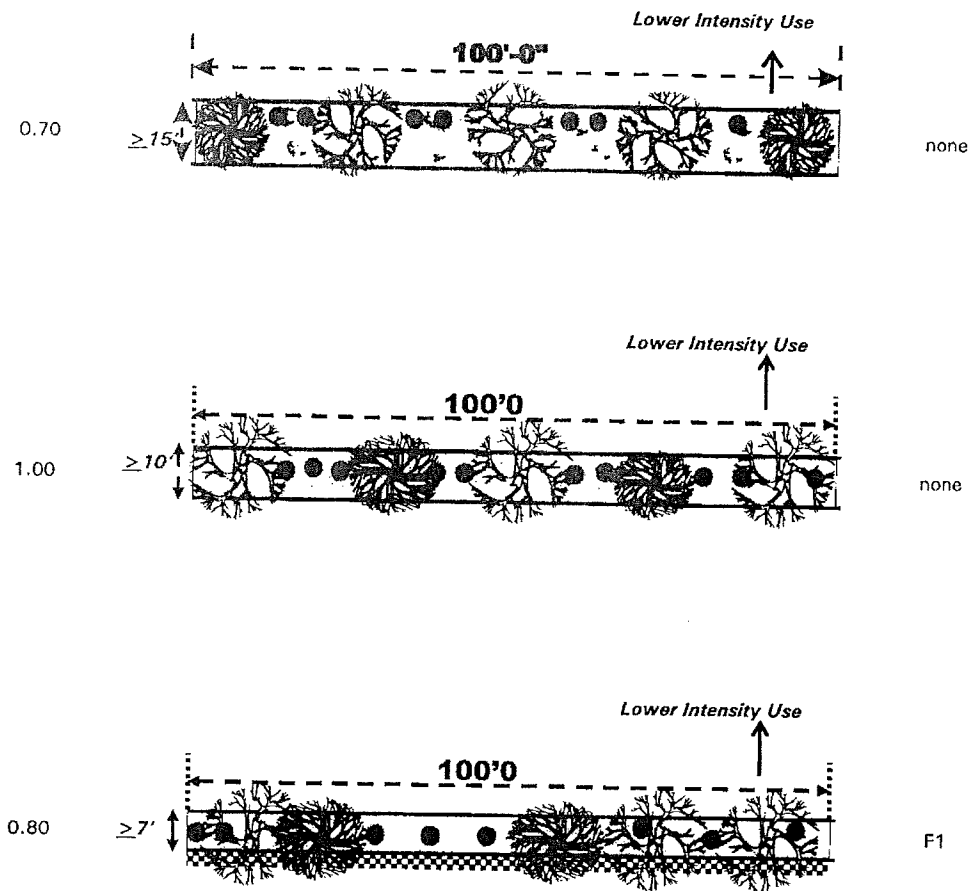 Lower Intensity Use
100'-0"
0.70
≥15'
none
Lower Intensity Use
100'0
1.00
≥10'
none
Lower Intensity Use
100'0
0.80
≥7'
F1